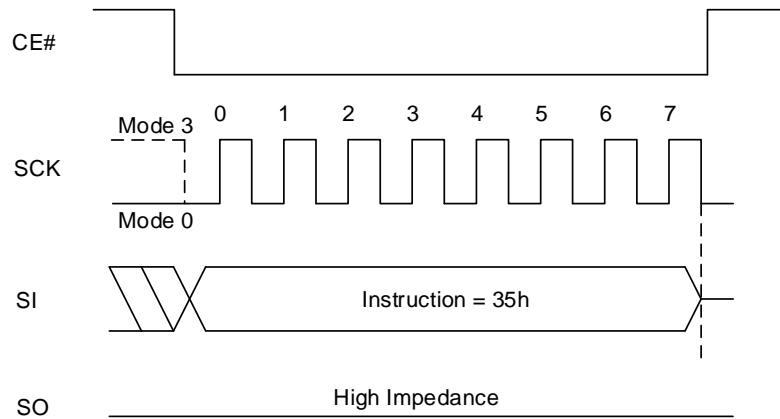 CE#
0 1 2 3 4 5 6 7
Mode 3
SCK
Mode 0
SI
Instruction = 35h
High Impedance
SO